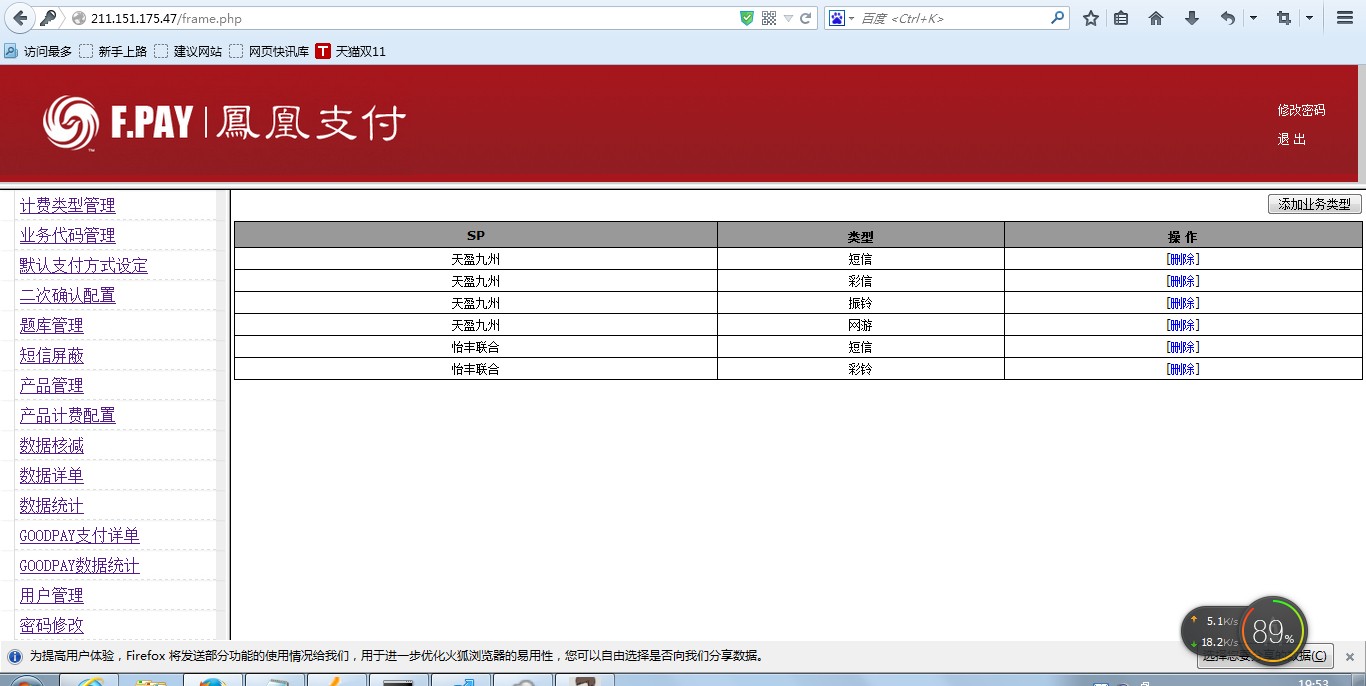 211.151.175.47/frame.php
百度 <Ctrl+K>
访问最多 新手上路 建议网站 网页快讯库 T 天猫双11
F.PAY 鳳凰支付
修改密码
退 出
计费类型管理
业务代码管理
默认支付方式设定
二次确认配置
题库管理
短信屏蔽
产品管理
产品计费配置
数据核减
数据详单
数据统计
GOODPAY支付详单
GOODPAY数据统计
用户管理
密码修改
添加业务类型
SP 类型 操 作
天盈九州 短信 [删除]
天盈九州 彩信 [删除]
天盈九州 振铃 [删除]
天盈九州 网游 [删除]
怡丰联合 短信 [删除]
怡丰联合 彩铃 [删除]
5.1K/s
18.2K/s
89%
为提高用户体验，Firefox 将发送部分功能的使用情况给我们，用于进一步优化火狐浏览器的易用性，您可以自由选择是否向我们分享数据。
选择您要分享的数据(C)
19:53